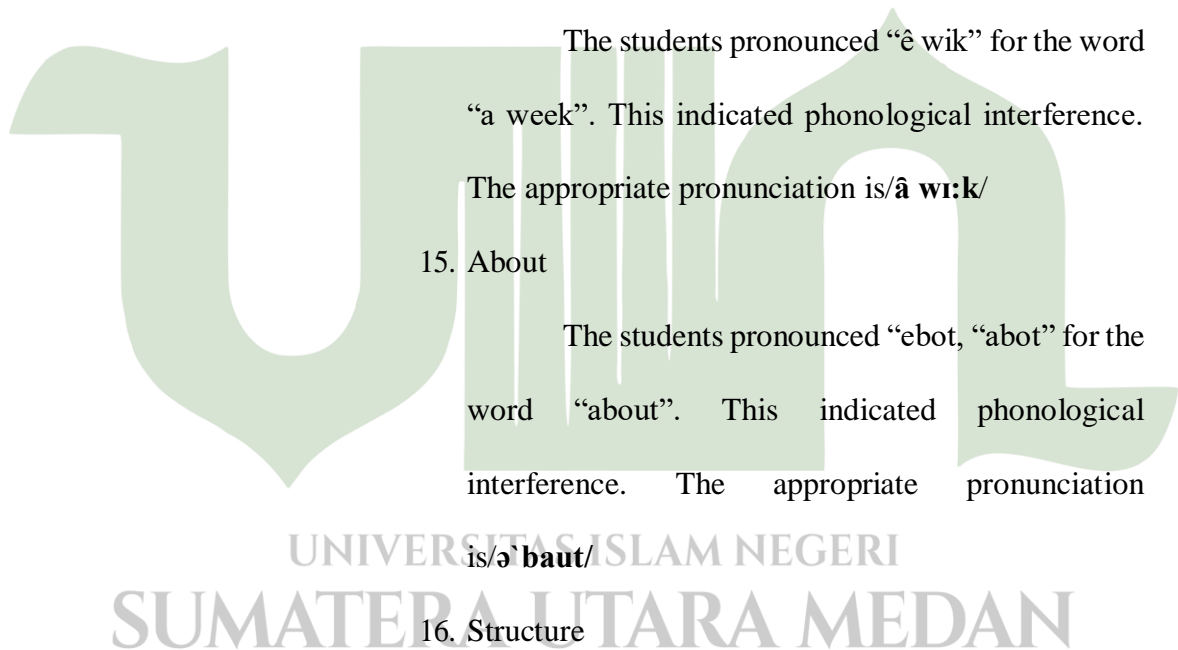 The students pronounced “ê wik” for the word
“a week”. This indicated phonological interference.
The appropriate pronunciation is/â wɪ:k/
15. About
The students pronounced “ebot, “abot” for the
word “about”. This indicated phonological
interference. The appropriate pronunciation
is/ə`baut/
UNIVERSITAS ISLAM NEGERI
SUMATERA UTARA MEDAN
16. Structure